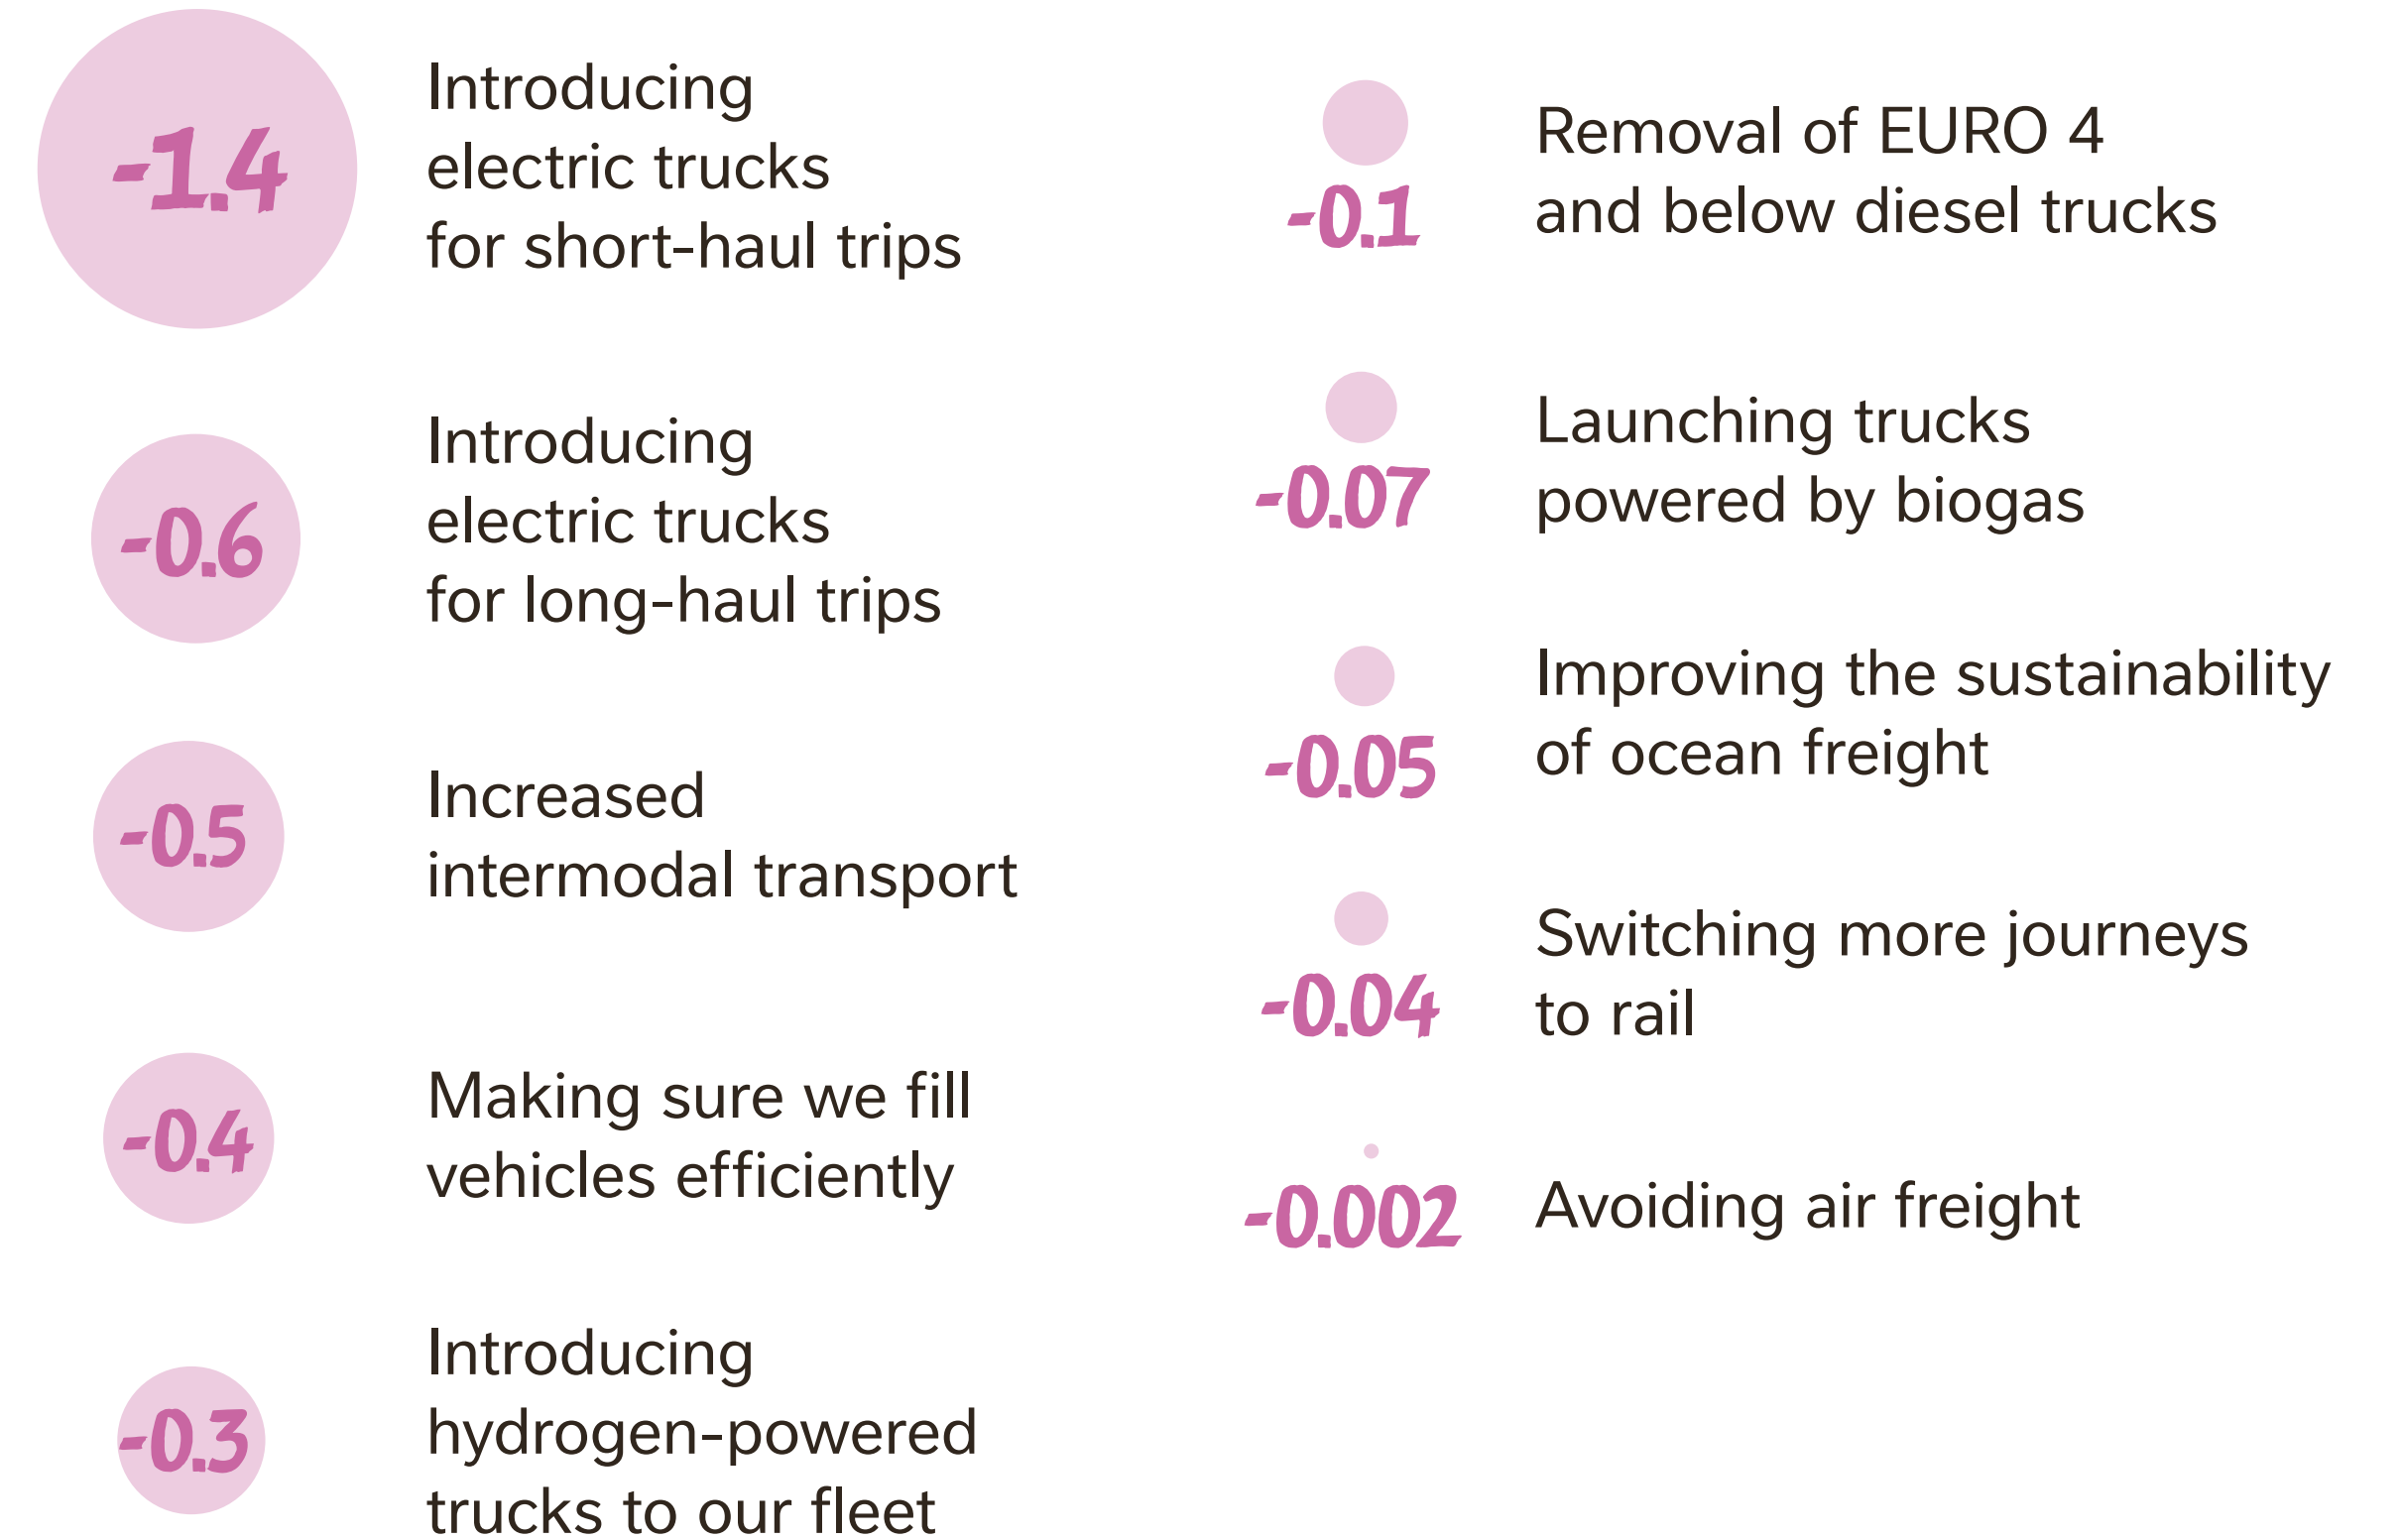 -1.4
Introducing
electric trucks
for short-haul trips
-0.6
Introducing
electric trucks
for long-haul trips
-0.5
Increased
intermodal transport
-0.4
Making sure we fill
vehicles efficiently
-0.3
Introducing
hydrogen-powered
trucks to our fleet
-0.1
Removal of EURO 4
and below diesel trucks
-0.07
Launching trucks
powered by biogas
-0.05
Improving the sustainability
of ocean freight
-0.04
Switching more journeys
to rail
-0.002
Avoiding air freight